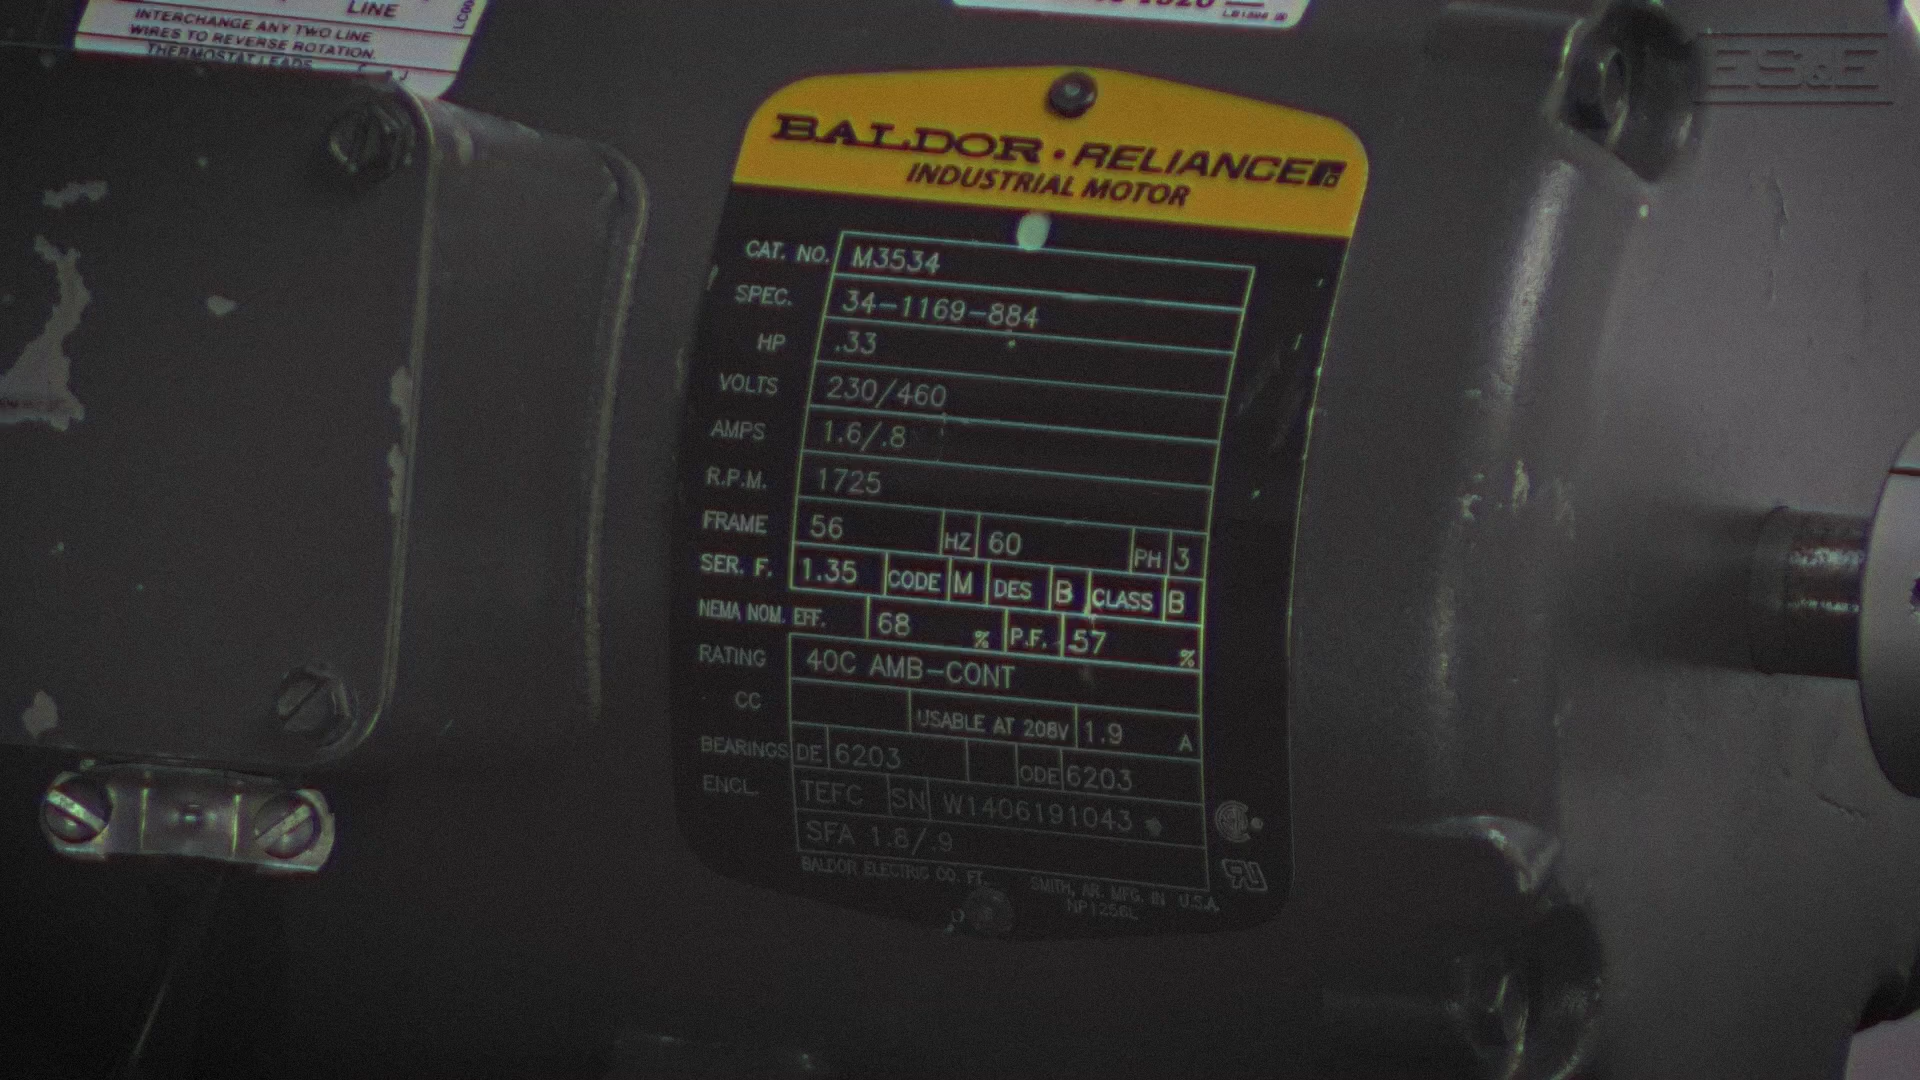 LINE
INTERCHANGE ANY TWO LINE
WIRES TO REVERSE ROTATION.
THERMOSTAT LEADS
ES&E
BALDOR · RELIANCE
INDUSTRIAL MOTOR
CAT. NO. M3534
SPEC. 34-1169-884
HP .33
VOLTS 230/460
AMPS 1.6/.8
R.P.M. 1725
FRAME 56 HZ 60 PH 3
SER. F. 1.35 CODE M DES B CLASS B
NEMA NOM. EFF. 68 % P.F. .57 %
RATING 40C AMB-CONT
CC USABLE AT 208V 1.9 A
BEARINGS DE 6203 ODE 6203
ENCL. TEFC SN W1406191043
SFA 1.8/.9
BALDOR ELECTRIC CO. FT. SMITH, AR. MFG. IN U.S.A.
NP1256L